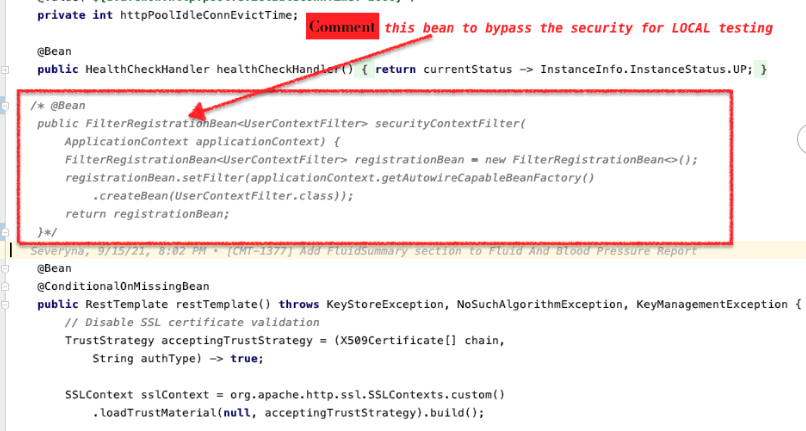 private int httpPoolIdleConnEvictTime;
Comment this bean to bypass the security for LOCAL testing
@Bean
public HealthCheckHandler healthCheckHandler() { return currentStatus -> InstanceInfo.InstanceStatus.UP; }
/* @Bean
public FilterRegistrationBean<UserContextFilter> securityContextFilter(
ApplicationContext applicationContext) {
FilterRegistrationBean<UserContextFilter> registrationBean = new FilterRegistrationBean<>();
registrationBean.setFilter(applicationContext.getAutowireCapableBeanFactory()
.createBean(UserContextFilter.class));
return registrationBean;
}*/
Severyna, 9/15/21, 8:02 PM • [CMT-1377] Add FluidSummary section to Fluid And Blood Pressure Report
@Bean
@ConditionalOnMissingBean
public RestTemplate restTemplate() throws KeyStoreException, NoSuchAlgorithmException, KeyManagementException {
// Disable SSL certificate validation
TrustStrategy acceptingTrustStrategy = (X509Certificate[] chain,
String authType) -> true;
SSLContext sslContext = org.apache.http.ssl.SSLContexts.custom()
.loadTrustMaterial(null, acceptingTrustStrategy).build();